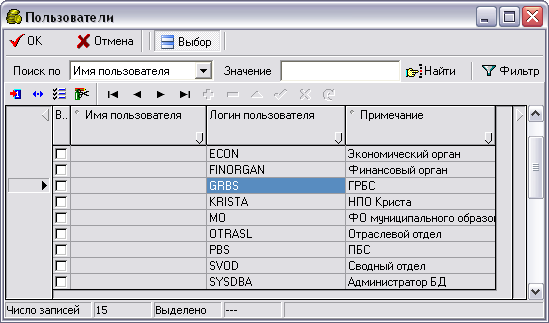 Пользователи
OK Отмена Выбор
Поиск по Имя пользователя Значение Найти Фильтр
В.. Имя пользователя Логин пользователя Примечание
ECON Экономический орган
FINORGAN Финансовый орган
GRBS ГРБС
KRISTA НПО Криста
MO ФО муниципального образо
OTRASL Отраслевой отдел
PBS ПБС
SVOD Сводный отдел
SYSDBA Администратор БД
Число записей 15 Выделено ---